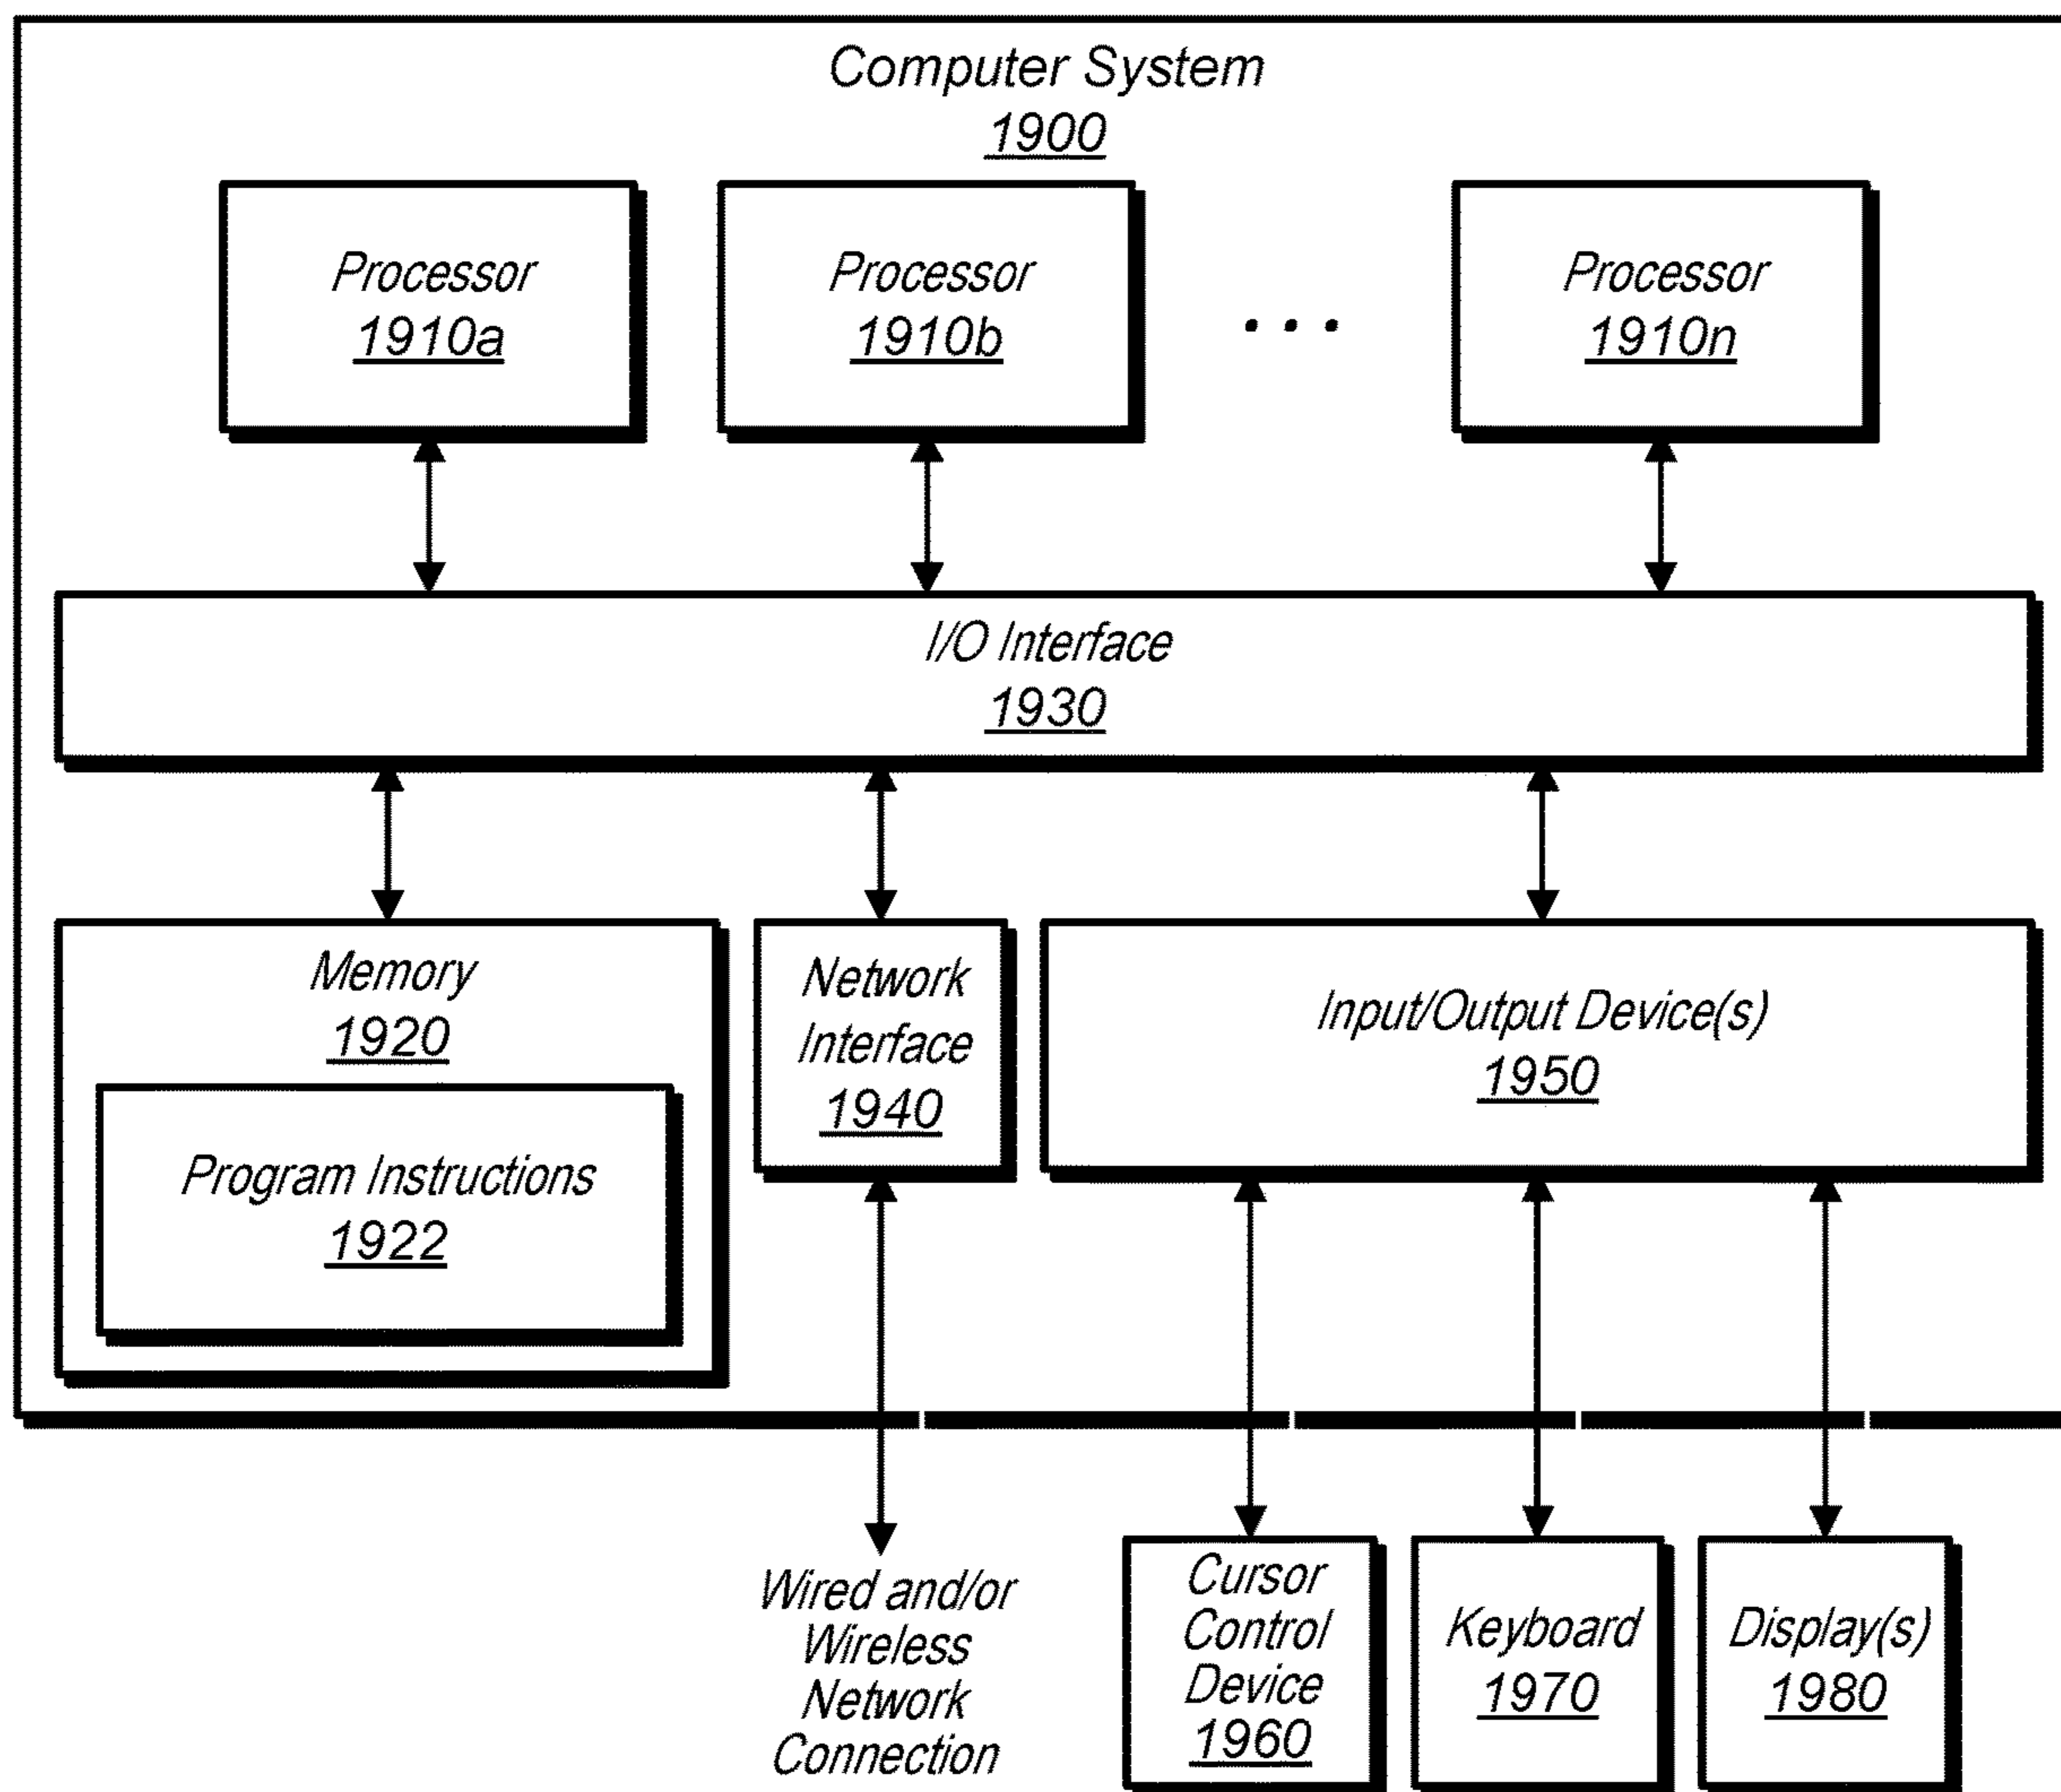 Computer System
1900
Processor
1910a
Processor
1910b
...
Processor
1910n
I/O Interface
1930
Memory
1920
Program Instructions
1922
Network
Interface
1940
Input/Output Device(s)
1950
Wired and/or
Wireless
Network
Connection
Cursor
Control
Device
1960
Keyboard
1970
Display(s)
1980